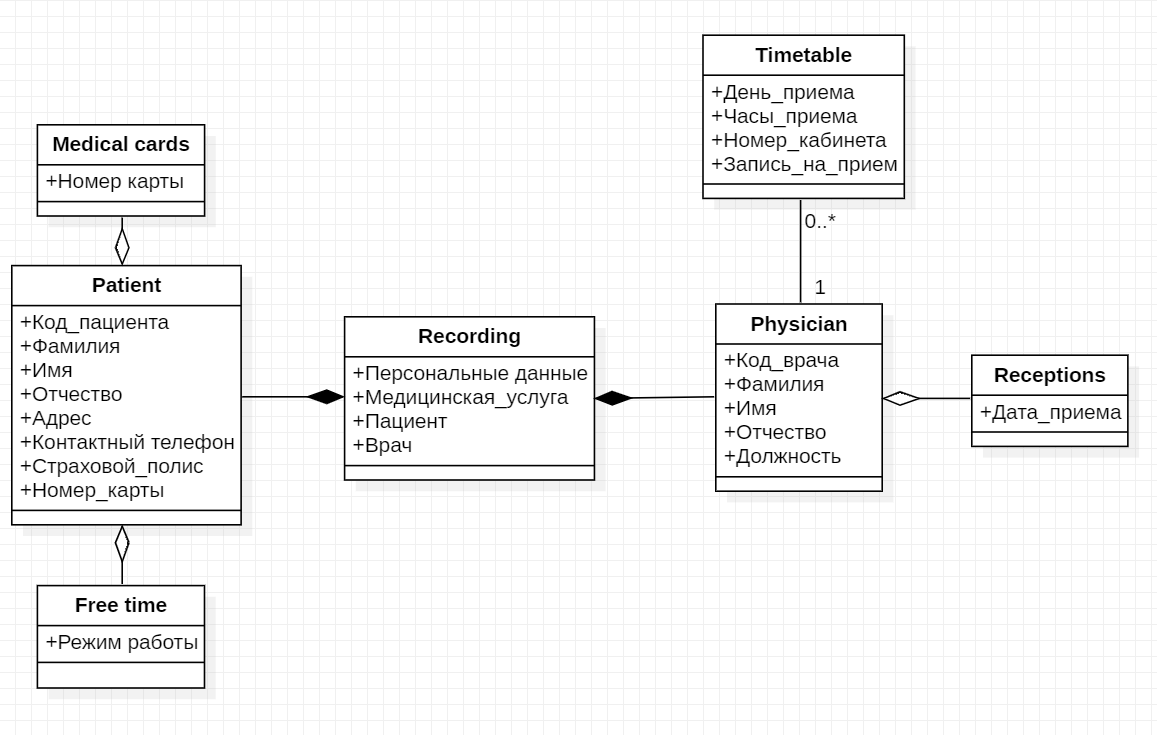 Timetable
+День_приема
+Часы_приема
+Номер_кабинета
+Запись_на_прием
0..*
1
Medical cards
+Номер карты
Patient
+Код_пациента
+Фамилия
+Имя
+Отчество
+Адрес
+Контактный телефон
+Страховой_полис
+Номер_карты
Recording
+Персональные данные
+Медицинская_услуга
+Пациент
+Врач
Physician
+Код_врача
+Фамилия
+Имя
+Отчество
+Должность
Receptions
+Дата_приема
Free time
+Режим работы